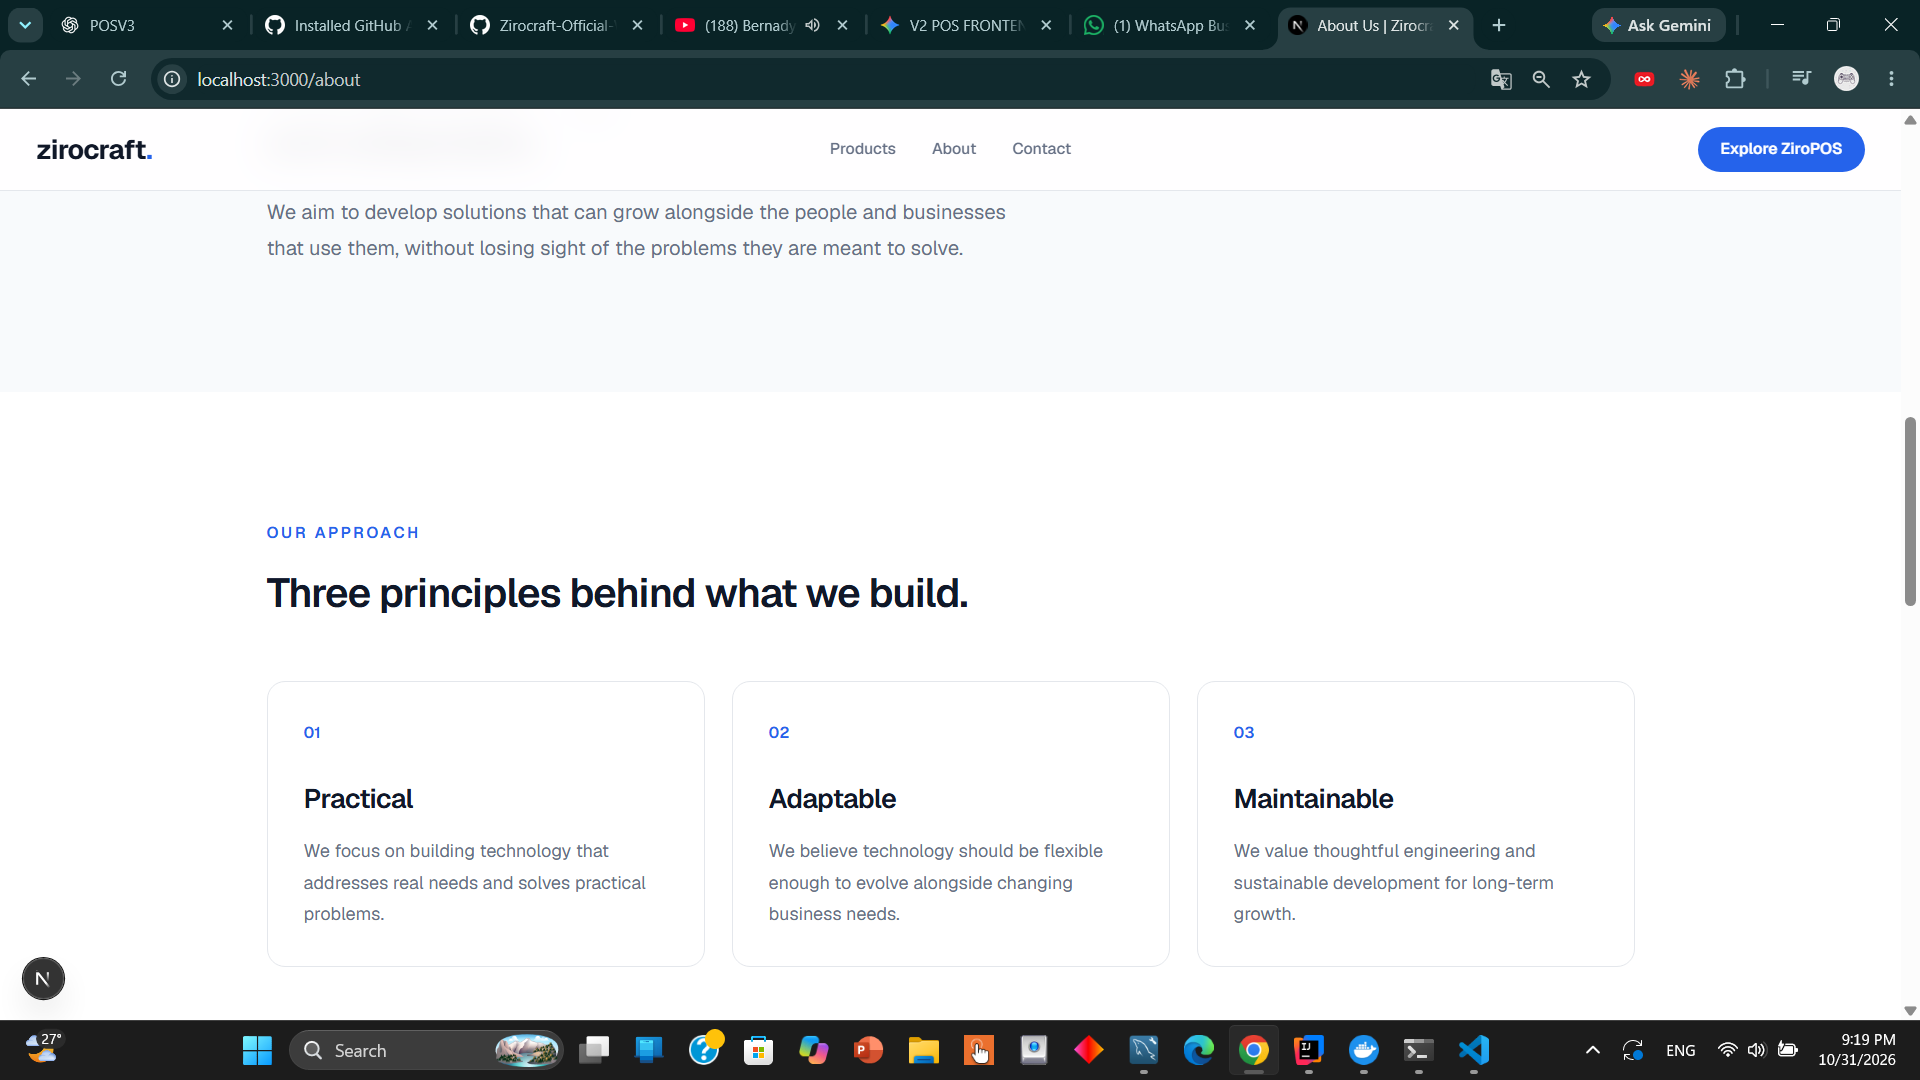 POSV3
Installed GitHub A
Zirocraft-Official-
(188) Bernady
V2 POS FRONTEN
(1) WhatsApp Bus
About Us | Zirocra
Ask Gemini
localhost:3000/about
zirocraft.
Products
About
Contact
Explore ZiroPOS
We aim to develop solutions that can grow alongside the people and businesses
that use them, without losing sight of the problems they are meant to solve.
OUR APPROACH
Three principles behind what we build.
01
Practical
We focus on building technology that
addresses real needs and solves practical
problems.
02
Adaptable
We believe technology should be flexible
enough to evolve alongside changing
business needs.
03
Maintainable
We value thoughtful engineering and
sustainable development for long-term
growth.
N
27°
Search
ENG
9:19 PM
10/31/2026